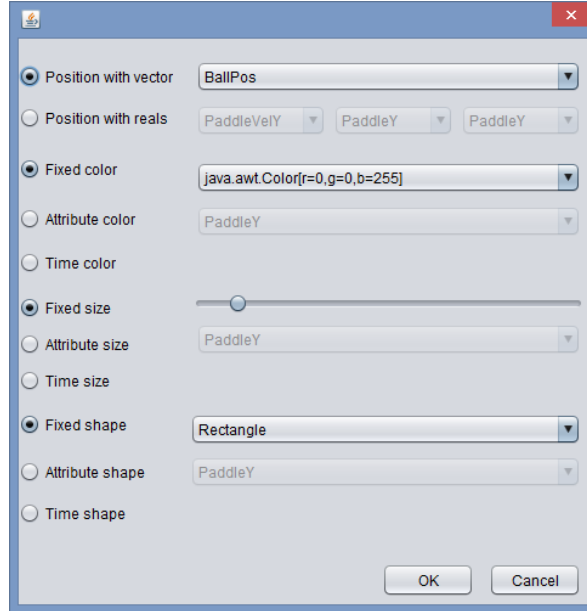 Position with vector BallPos
Position with reals PaddleVelY PaddleY PaddleY
Fixed color java.awt.Color[r=0,g=0,b=255]
Attribute color PaddleY
Time color
Fixed size
Attribute size PaddleY
Time size
Fixed shape Rectangle
Attribute shape PaddleY
Time shape
OK Cancel